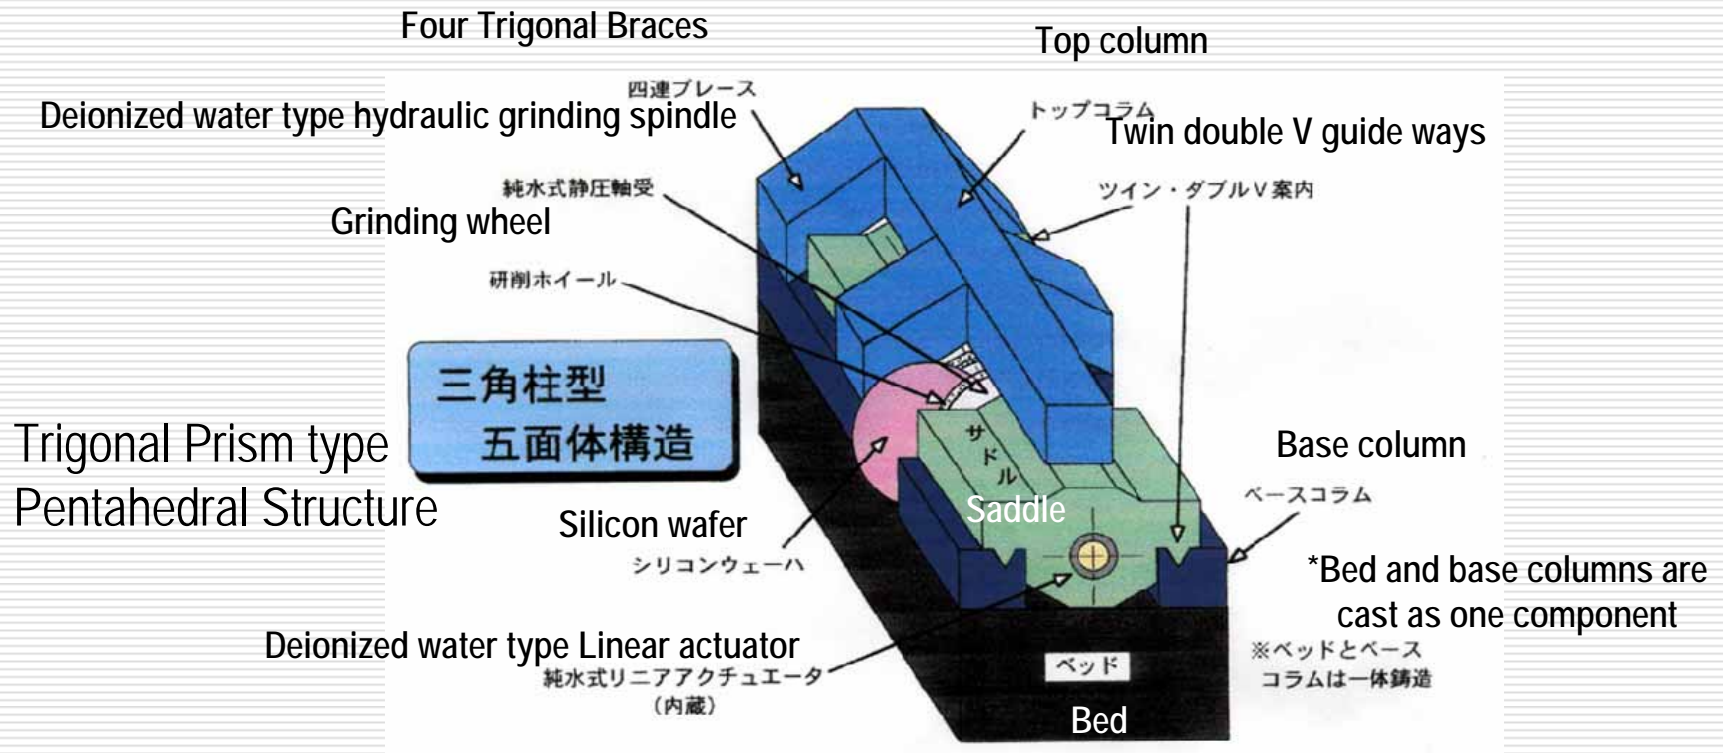 Four Trigonal Braces
Top column
四連ブレース
Deionized water type hydraulic grinding spindle
トップコラム
Twin double V guide ways
純水式静圧軸受
ツイン・ダブルV案内
Grinding wheel
研削ホイール
三角柱型
五面体構造
Trigonal Prism type
Pentahedral Structure
サドル
Saddle
Base column
ベースコラム
Silicon wafer
シリコンウェーハ
*Bed and base columns are
cast as one component
Deionized water type Linear actuator
純水式リニアアクチュエータ
(内蔵)
ベッド
※ベッドとベース
コラムは一体鋳造
Bed